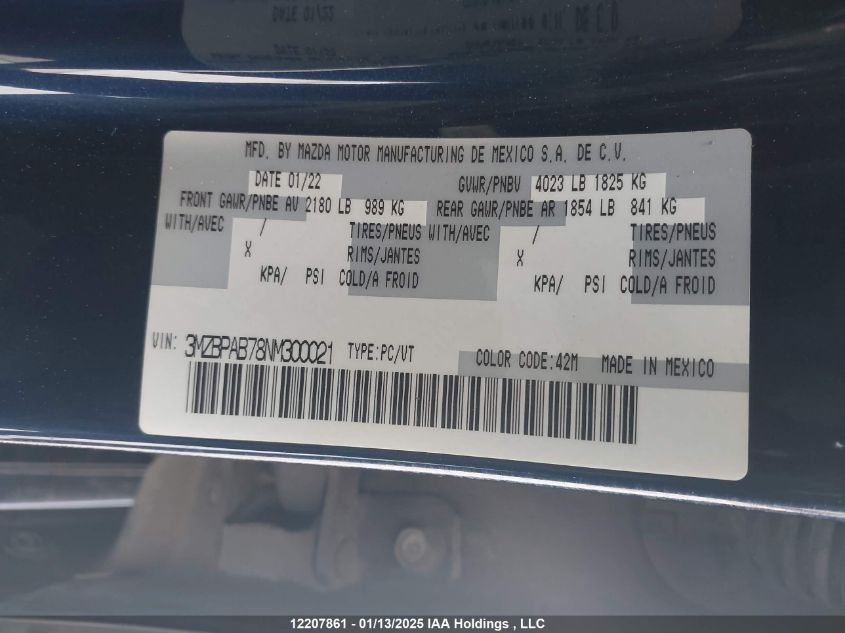 MFD. BY MAZDA MOTOR MANUFACTURING DE MEXICO S.A. DE C.V.
DATE 01/22 GVWR/PNBV 4023 LB 1825 KG
FRONT GAWR/PNBE AV 2180 LB 989 KG REAR GAWR/PNBE AR 1854 LB 841 KG
WITH/AVEC / TIRES/PNEUS WITH/AVEC / TIRES/PNEUS
X RIMS/JANTES X RIMS/JANTES
KPA/ PSI COLD/A FROID KPA/ PSI COLD/A FROID
VIN: 3MZBPAB78NM300021 TYPE:PC/VT COLOR CODE:42M MADE IN MEXICO
12207861 - 01/13/2025 IAA Holdings , LLC